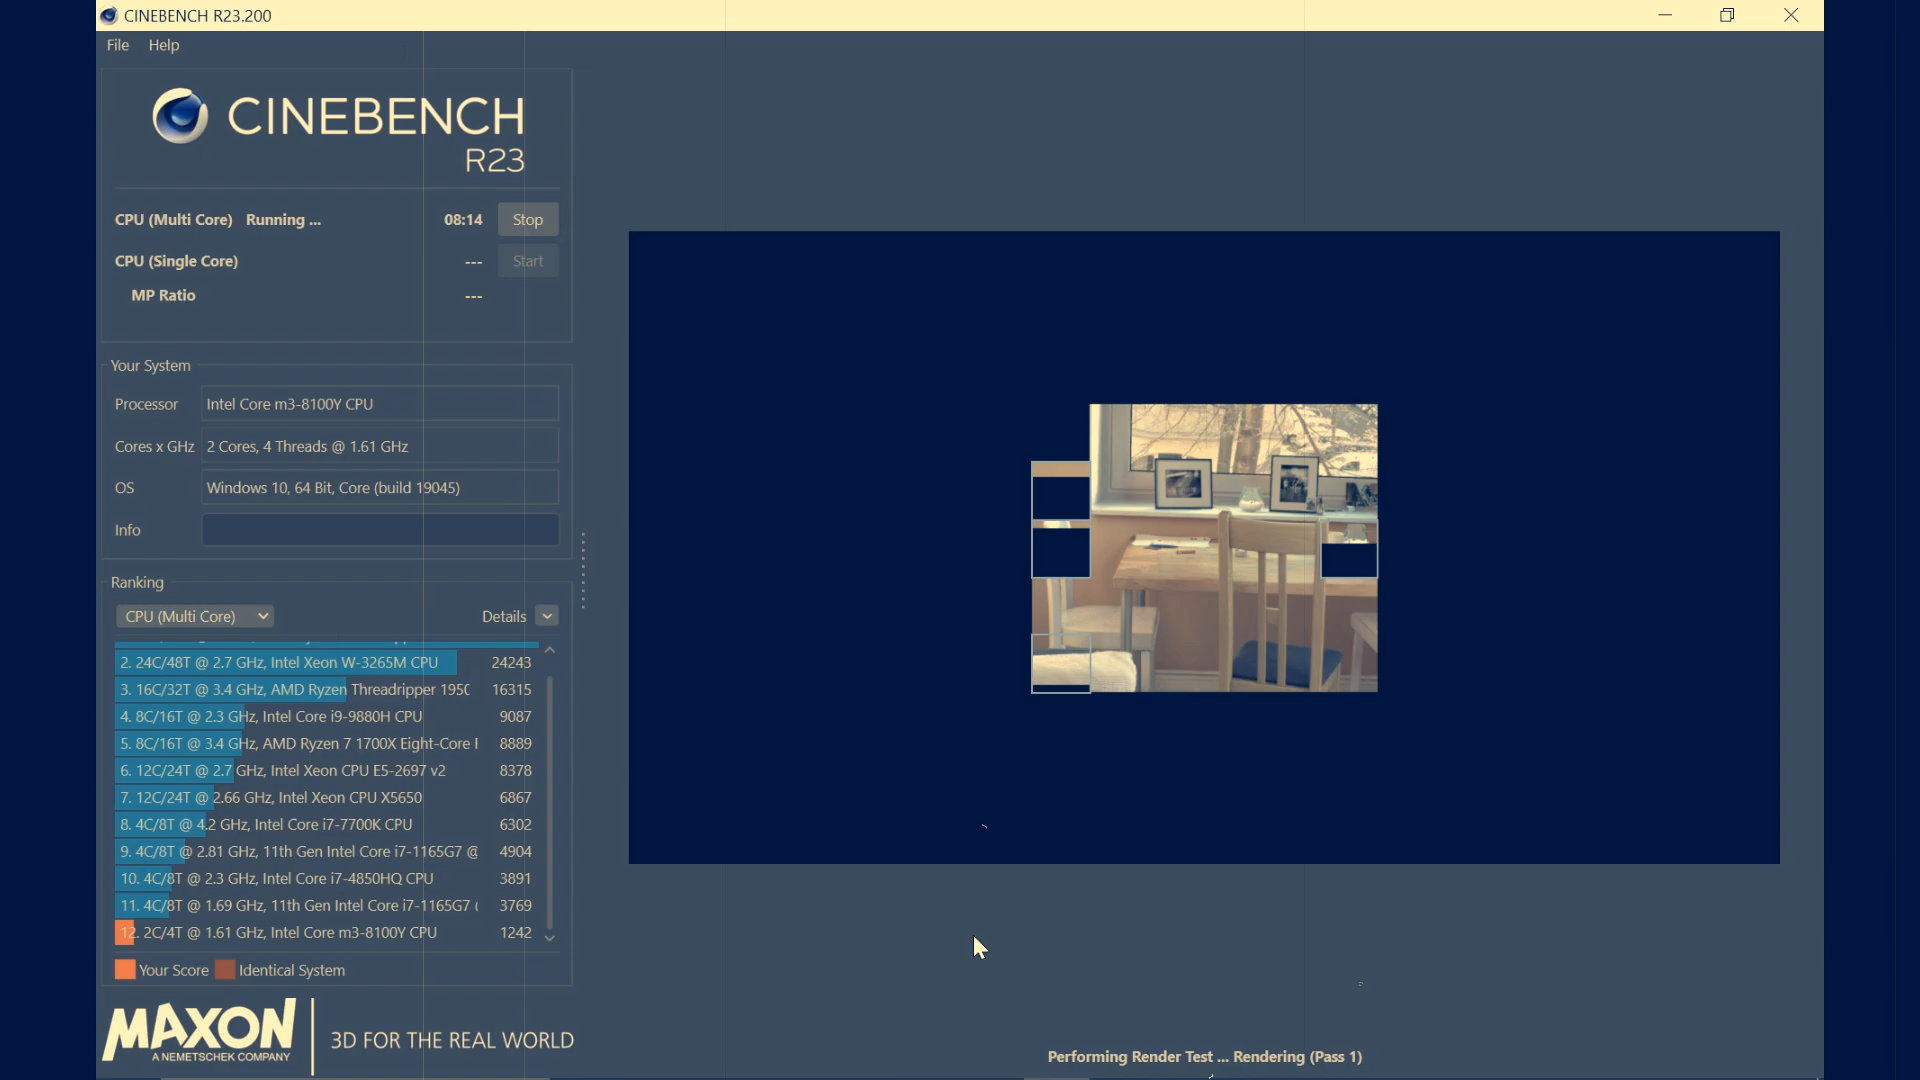 CINEBENCH R23.200
File Help
CINEBENCH
R23
CPU (Multi Core) Running ... 08:14 Stop
CPU (Single Core) --- Start
MP Ratio ---
Your System
Processor Intel Core m3-8100Y CPU
Cores x GHz 2 Cores, 4 Threads @ 1.61 GHz
OS Windows 10, 64 Bit, Core (build 19045)
Info
Ranking
CPU (Multi Core) Details
2. 24C/48T @ 2.7 GHz, Intel Xeon W-3265M CPU 24243
3. 16C/32T @ 3.4 GHz, AMD Ryzen Threadripper 1950 16315
4. 8C/16T @ 2.3 GHz, Intel Core i9-9880H CPU 9087
5. 8C/16T @ 3.4 GHz, AMD Ryzen 7 1700X Eight-Core 8889
6. 12C/24T @ 2.7 GHz, Intel Xeon CPU E5-2697 v2 8378
7. 12C/24T @ 2.66 GHz, Intel Xeon CPU X5650 6867
8. 4C/8T @ 4.2 GHz, Intel Core i7-7700K CPU 6302
9. 4C/8T @ 2.81 GHz, 11th Gen Intel Core i7-1165G7 @ 4904
10. 4C/8T @ 2.3 GHz, Intel Core i7-4850HQ CPU 3891
11. 4C/8T @ 1.69 GHz, 11th Gen Intel Core i7-1165G7 3769
12. 2C/4T @ 1.61 GHz, Intel Core m3-8100Y CPU 1242
Your Score Identical System
MAXON
A NEMETSCHEK COMPANY
3D FOR THE REAL WORLD
Performing Render Test ... Rendering (Pass 1)